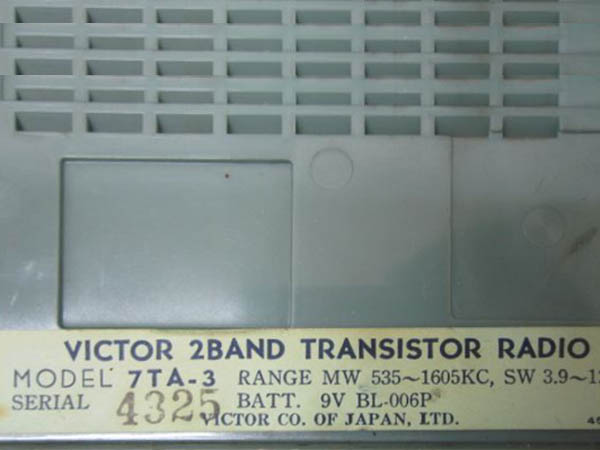 VICTOR 2BAND TRANSISTOR RADIO
MODEL 7TA-3 RANGE MW 535~1605KC, SW 3.9~12
SERIAL 4325 BATT. 9V BL-006P
VICTOR CO. OF JAPAN, LTD.